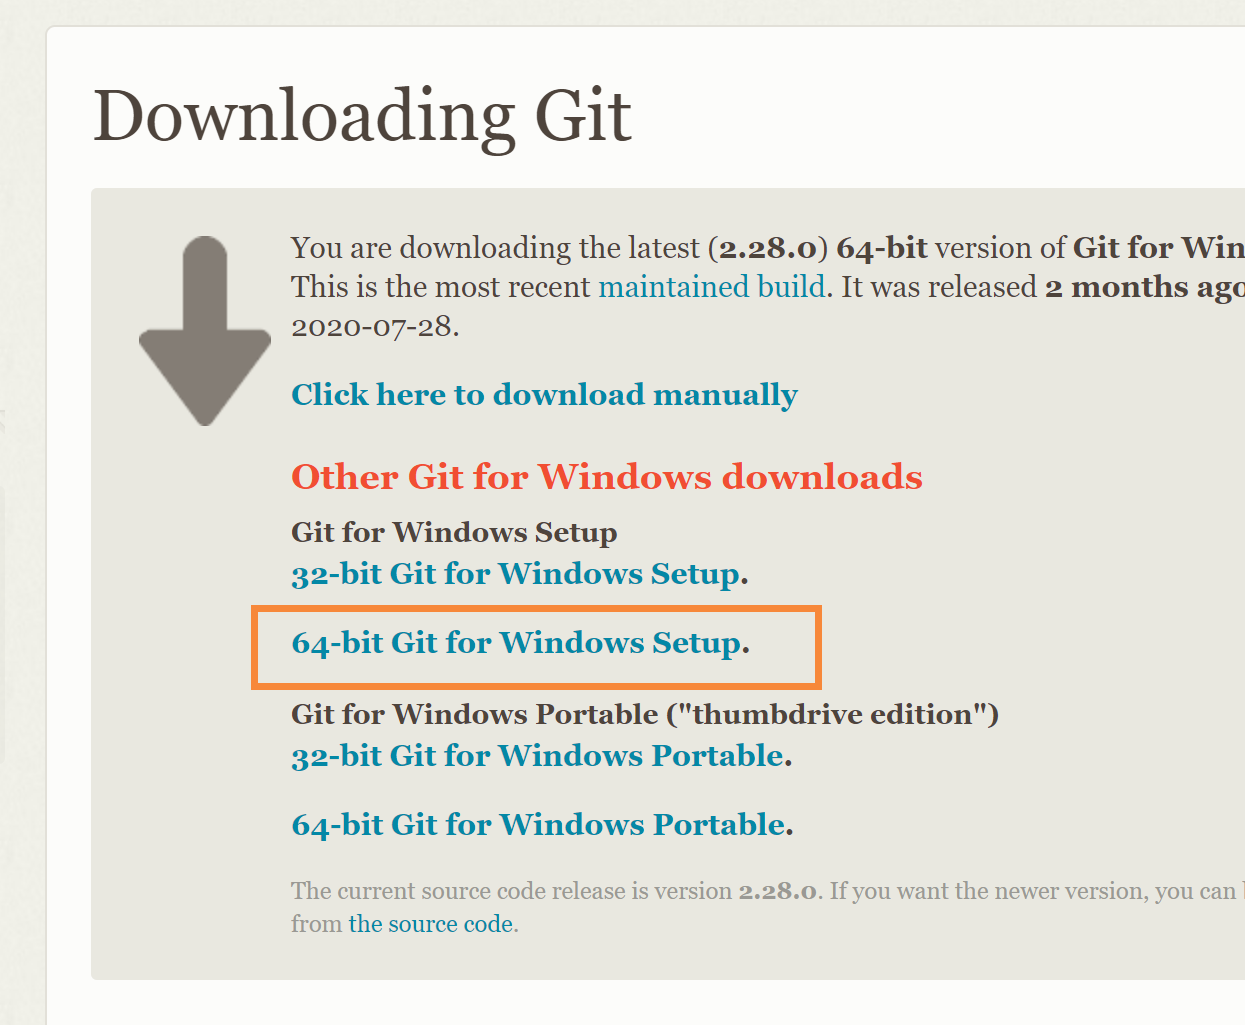 Downloading Git
You are downloading the latest (2.28.0) 64-bit version of Git for Win
This is the most recent maintained build. It was released 2 months ago
2020-07-28.
Click here to download manually
Other Git for Windows downloads
Git for Windows Setup
32-bit Git for Windows Setup.
64-bit Git for Windows Setup.
Git for Windows Portable ("thumbdrive edition")
32-bit Git for Windows Portable.
64-bit Git for Windows Portable.
The current source code release is version 2.28.0. If you want the newer version, you can
from the source code.